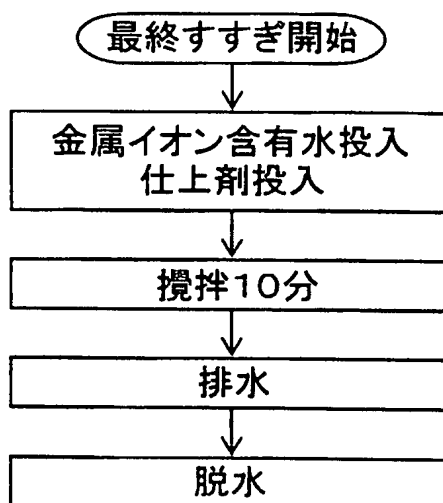 最終すすぎ開始
金属イオン含有水投入
仕上剤投入
攪拌10分
排水
脱水